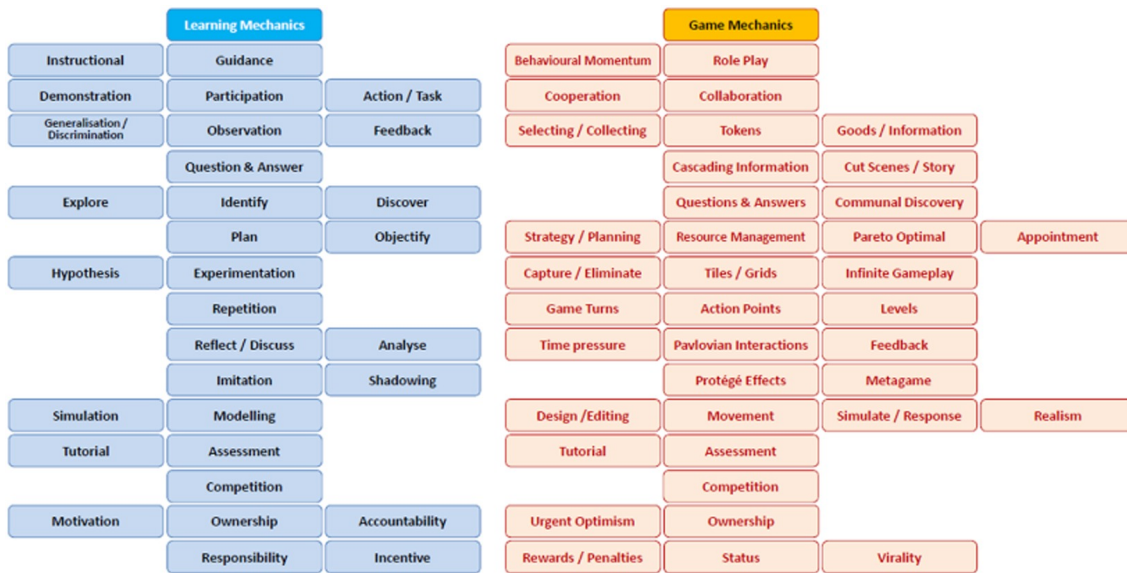 Learning Mechanics
Instructional
Guidance
Demonstration
Participation
Action / Task
Generalisation /
Discrimination
Observation
Feedback
Question & Answer
Explore
Identify
Discover
Plan
Objectify
Hypothesis
Experimentation
Repetition
Reflect / Discuss
Analyse
Imitation
Shadowing
Simulation
Modelling
Tutorial
Assessment
Competition
Motivation
Ownership
Accountability
Responsibility
Incentive
Game Mechanics
Behavioural Momentum
Role Play
Cooperation
Collaboration
Selecting / Collecting
Tokens
Goods / Information
Cascading Information
Cut Scenes / Story
Questions & Answers
Communal Discovery
Strategy / Planning
Resource Management
Pareto Optimal
Appointment
Capture / Eliminate
Tiles / Grids
Infinite Gameplay
Game Turns
Action Points
Levels
Time pressure
Pavlovian Interactions
Feedback
Protégé Effects
Metagame
Design /Editing
Movement
Simulate / Response
Realism
Tutorial
Assessment
Competition
Urgent Optimism
Ownership
Rewards / Penalties
Status
Virality